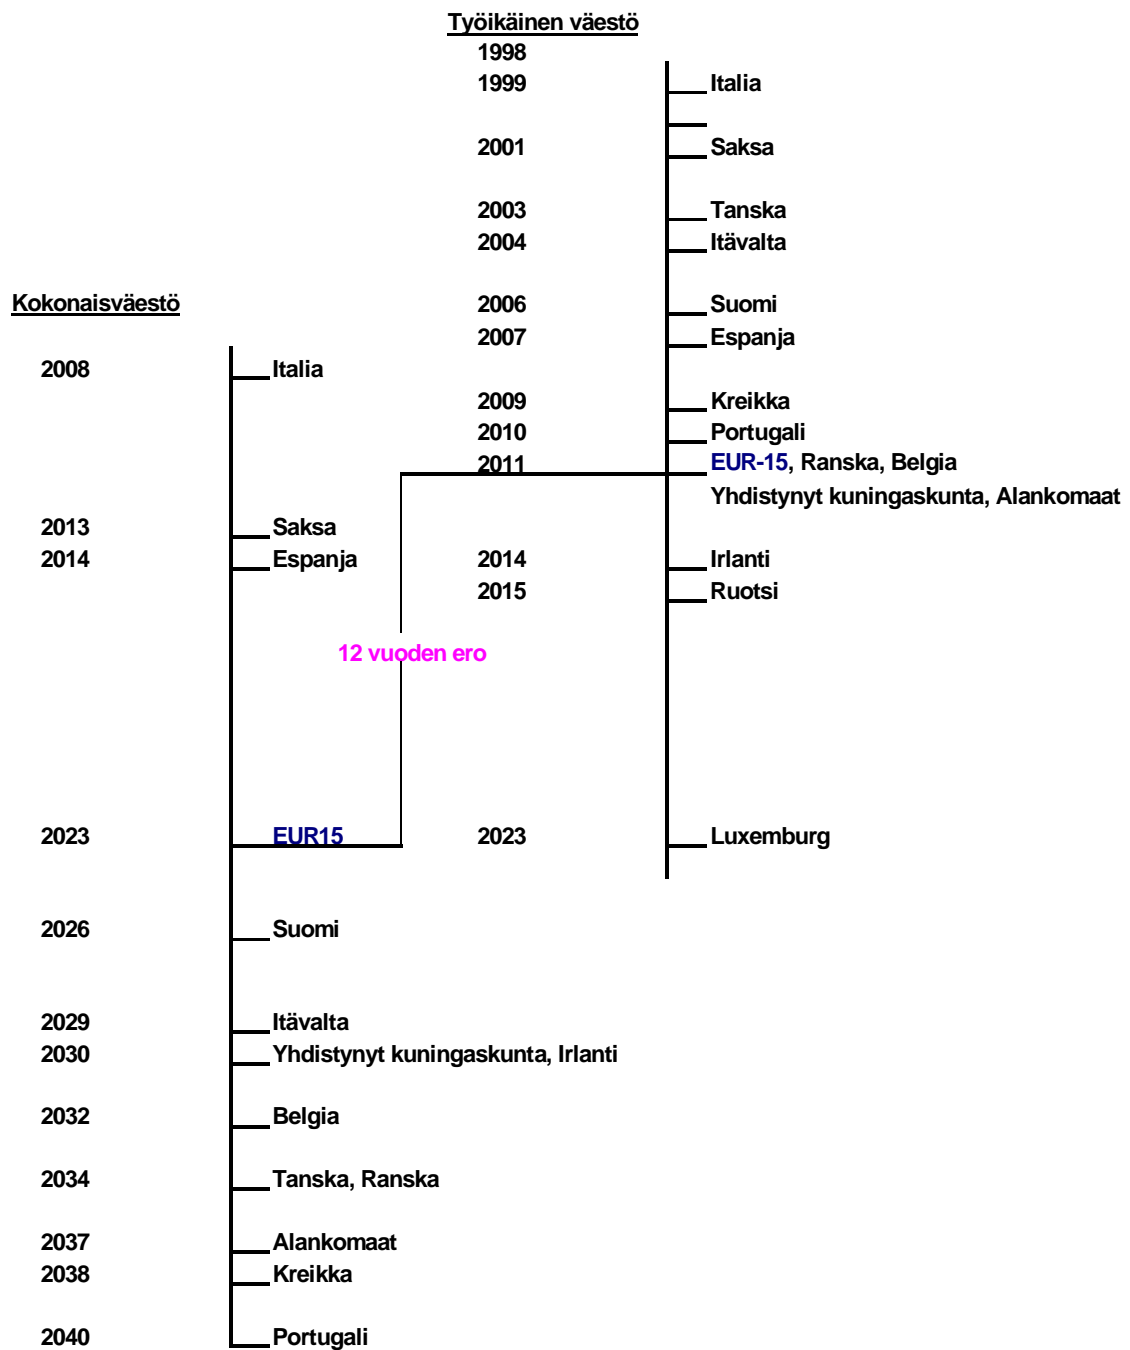 Työikäinen väestö
1998
1999 Italia
2001 Saksa
2003 Tanska
2004 Itävalta
2006 Suomi
2007 Espanja
2009 Kreikka
2010 Portugali
2011 EUR-15, Ranska, Belgia
Yhdistynyt kuningaskunta, Alankomaat
2014 Irlanti
2015 Ruotsi
2023 Luxemburg
12 vuoden ero
Kokonaisväestö
2008 Italia
2013 Saksa
2014 Espanja
2023 EUR15
2026 Suomi
2029 Itävalta
2030 Yhdistynyt kuningaskunta, Irlanti
2032 Belgia
2034 Tanska, Ranska
2037 Alankomaat
2038 Kreikka
2040 Portugali